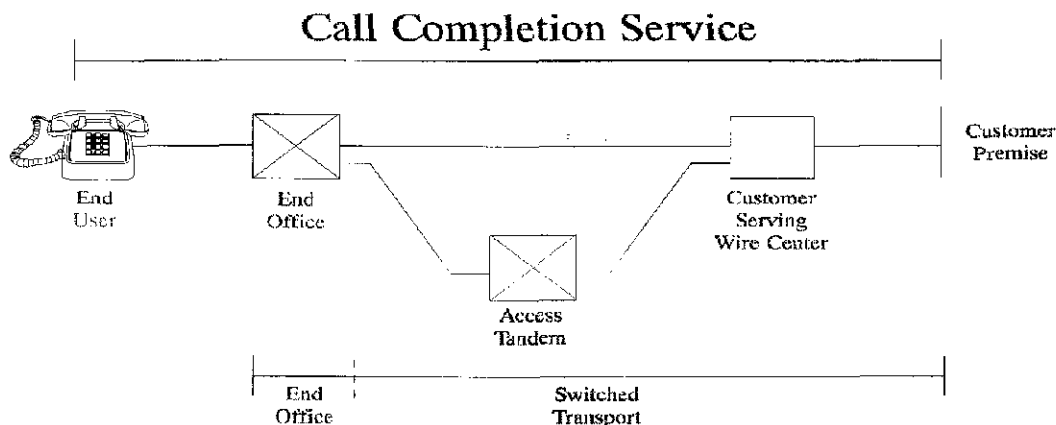 Call Completion Service
Customer
Premise
End
User
End
Office
Customer
Serving
Wire Center
Access
Tandem
End
Office
Switched
Transport